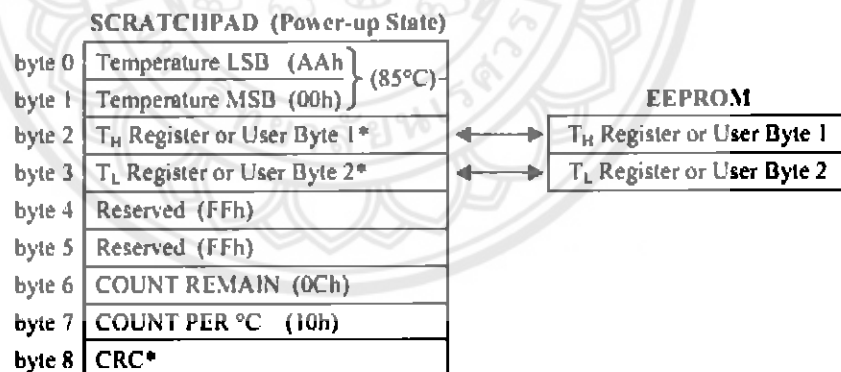 SCRATCHPAD (Power-up State)
byte 0 Temperature LSB (AAh
(85°C)
byte 1 Temperature MSB (00h)
EEPROM
byte 2 TH Register or User Byte 1* TH Register or User Byte 1
byte 3 TL Register or User Byte 2* TL Register or User Byte 2
byte 4 Reserved (FFh)
byte 5 Reserved (FFh)
byte 6 COUNT REMAIN (0Ch)
byte 7 COUNT PER °C (10h)
byte 8 CRC*